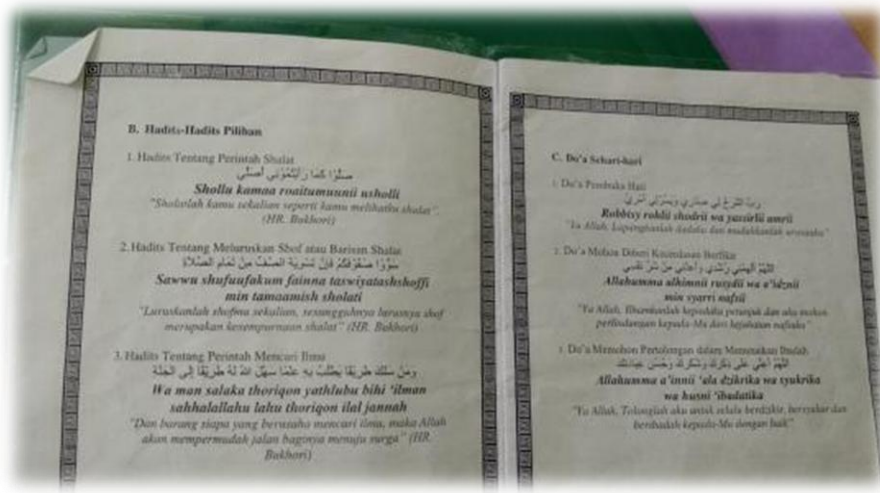 B. Hadits-Hadits Pilihan
1. Hadits Tentang Perintah Shalat
صَلُّوْا كَمَا رَأَيْتُمُوْنِي أُصَلِّي
Shollu kamaa roaitumuunii usholli
"Sholatlah kamu sekalian seperti kamu melihatku shalat".
(HR. Bukhori)
2. Hadits Tentang Meluruskan Shof atau Barisan Shalat
سَوُّوْا صُفُوْفَكُمْ فَإِنَّ تَسْوِيَةَ الصَّفِّ مِنْ تَمَامِ الصَّلَاةِ
Sawwu shufuufakum fainna taswiyatashshoffi
min tamaamish sholati
"Luruskanlah shofmu sekalian, sesungguhnya lurusnya shof
merupakan kesempurnaan shalat" (HR. Bukhori)
3. Hadits Tentang Perintah Mencari Ilmu
وَمَنْ سَلَكَ طَرِيْقًا يَطْلُبُ بِهِ عِلْمًا سَهَّلَ اللهُ لَهُ طَرِيْقًا إِلَى الْجَنَّةِ
Wa man salaka thoriqon yathlubu bihi 'ilman
sahhalallahu lahu thoriqon ilal jannah
"Dan barang siapa yang berusaha mencari ilmu, maka Allah
akan mempermudah jalan baginya menuju surga" (HR.
Bukhori)
C. Do'a Sehari-hari
1. Do'a Pembuka Hati
رَبِّ اشْرَحْ لِي صَدْرِي وَيَسِّرْلِي أَمْرِيْ
Robbisy rohlii shodrii wa yassirlii amrii
"Ya Allah, Lapangkanlah dadaku dan mudahkanlah urusanku"
2. Do'a Mohon Diberi Kecerdasan Berfikir
اللَّهُمَّ أَلْهِمْنِي رُشْدِي وَأَعِذْنِي مِنْ شَرِّ نَفْسِي
Allahumma alhimnii rusydii wa a'idznii
min syarri nafsii
"Ya Allah, Ilhamkanlah kepadaku petunjuk dan aku mohon
perlindungan kepada-Mu dari kejahatan nafsuku"
3. Do'a Memohon Pertolongan dalam Menunaikan Ibadah
اللَّهُمَّ أَعِنِّي عَلَى ذِكْرِكَ وَشُكْرِكَ وَحُسْنِ عِبَادَتِكَ
Allahumma a'innii 'ala dzikrika wa syukrika
wa husni 'ibadatika
"Ya Allah, Tolonglah aku untuk selalu berdzikir, bersyukur dan
beribadah kepada-Mu dengan baik"